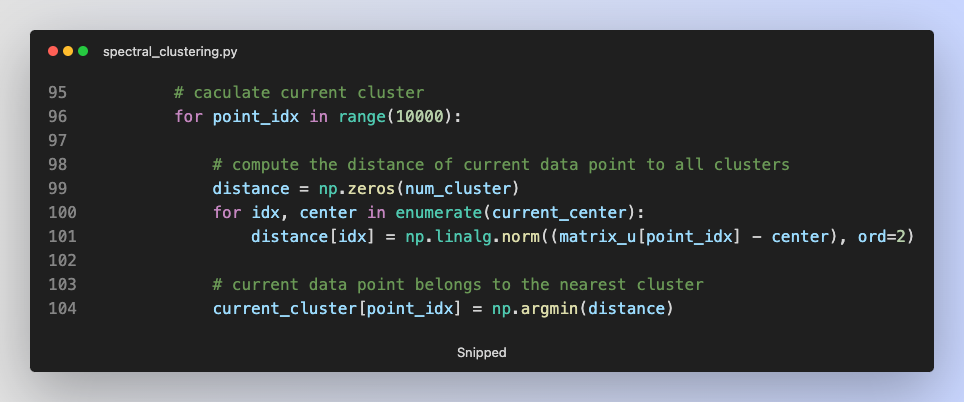 spectral_clustering.py
95 # caculate current cluster
96 for point_idx in range(10000):
97
98 # compute the distance of current data point to all clusters
99 distance = np.zeros(num_cluster)
100 for idx, center in enumerate(current_center):
101 distance[idx] = np.linalg.norm((matrix_u[point_idx] - center), ord=2)
102
103 # current data point belongs to the nearest cluster
104 current_cluster[point_idx] = np.argmin(distance)
Snipped